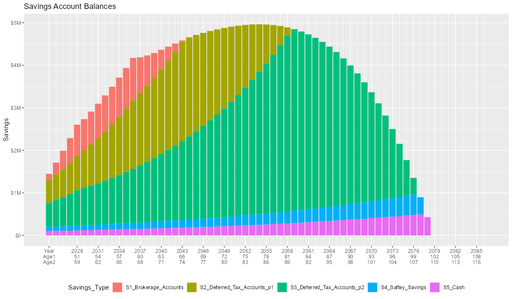 Savings Account Balances
$5M
$4M
$3M
$2M
$1M
$0
Savings
Year 2028 2031 2034 2037 2040 2043 2046 2049 2052 2055 2058 2061 2064 2067 2070 2073 2076 2079 2082 2085
Age1 51 54 57 60 63 66 69 72 75 78 81 84 87 90 93 96 99 102 105 108
Age2 59 62 65 68 71 74 77 80 83 86 89 92 95 98 101 104 107 110 113 116
Savings_Type S1_Brokerage_Accounts S2_Deferred_Tax_Accounts_p1 S3_Deferred_Tax_Accounts_p2 S4_Saftey_Savings S5_Cash